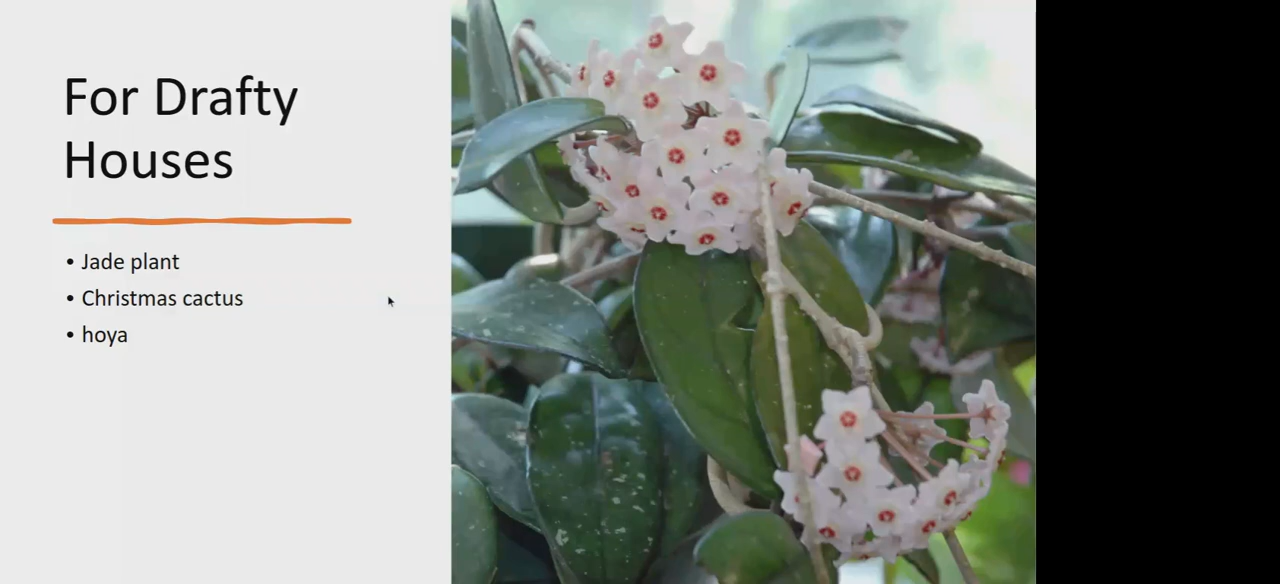 For Drafty
Houses
• Jade plant
• Christmas cactus
• hoya